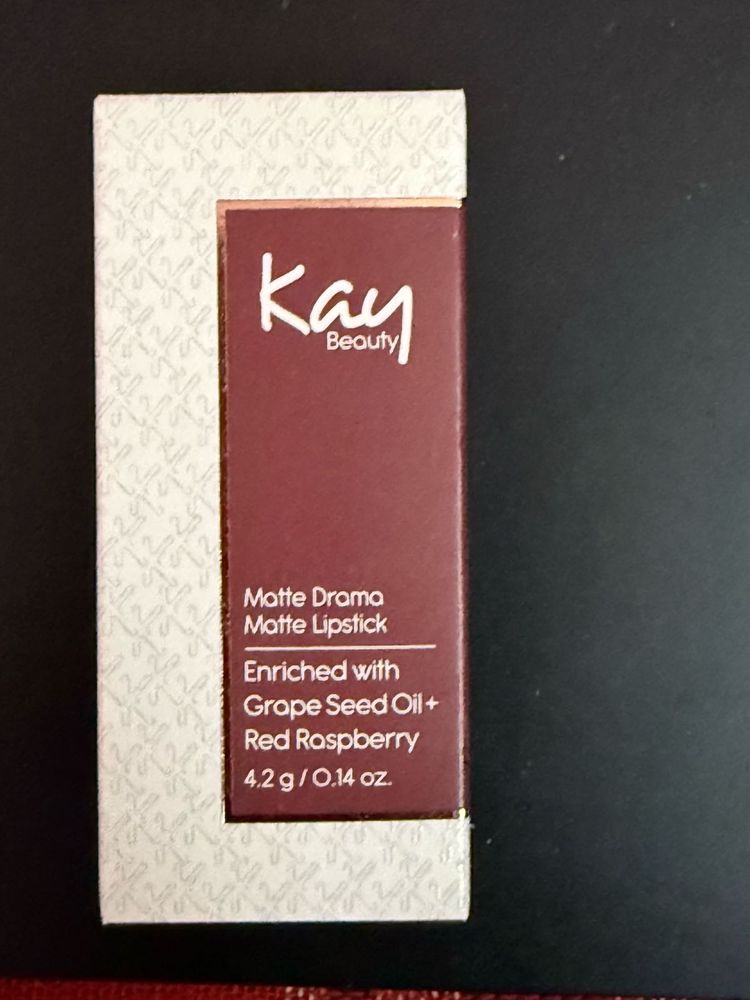 Kay
Beauty
Matte Drama
Matte Lipstick
Enriched with
Grape Seed Oil+
Red Raspberry
4.2 g / 0.14 oz.